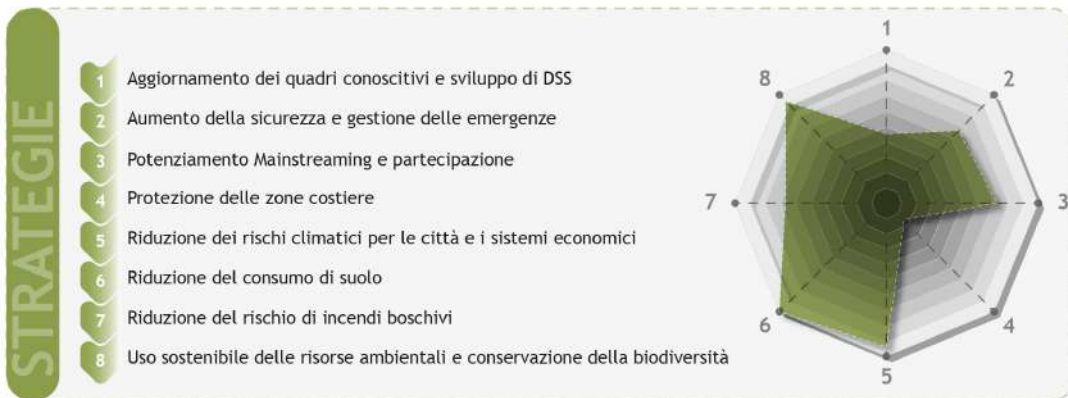 STRATEGIE
1 Aggiornamento dei quadri conoscitivi e sviluppo di DSS
2 Aumento della sicurezza e gestione delle emergenze
3 Potenziamento Mainstreaming e partecipazione
4 Protezione delle zone costiere
5 Riduzione dei rischi climatici per le città e i sistemi economici
6 Riduzione del consumo di suolo
7 Riduzione del rischio di incendi boschivi
8 Uso sostenibile delle risorse ambientali e conservazione della biodiversità
1
2
3
4
5
6
7
8